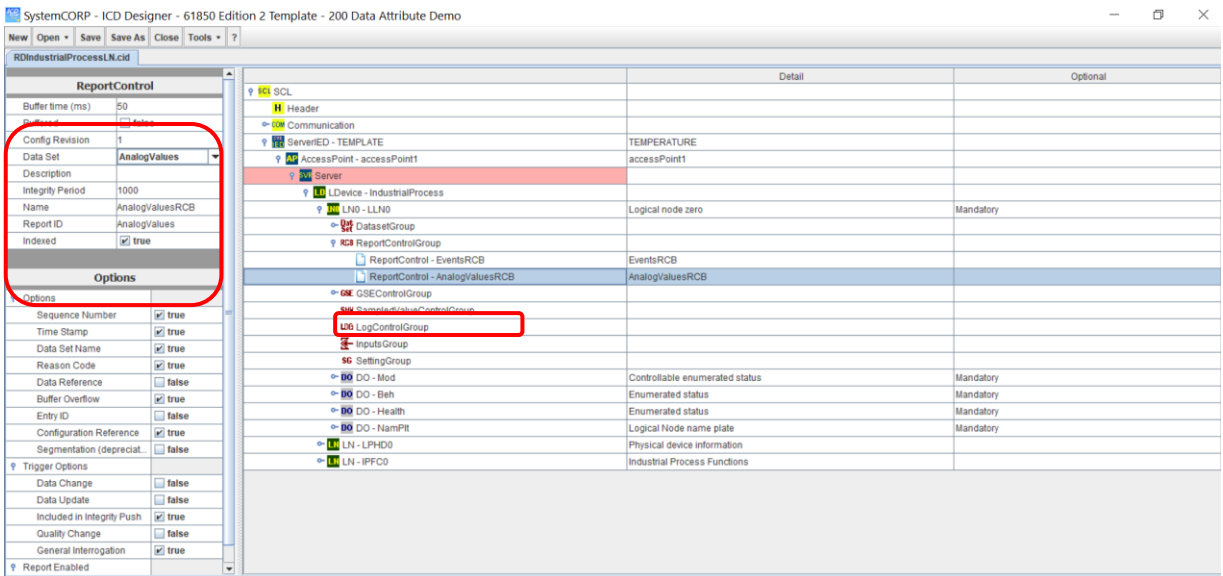 SystemCORP - ICD Designer - 61850 Edition 2 Template - 200 Data Attribute Demo
New Open Save Save As Close Tools ?
RDIndustrialProcessLN.cid
ReportControl
Buffer time (ms) 50
Buffered false
Config Revision 1
Data Set AnalogValues
Description
Integrity Period 1000
Name AnalogValuesRCB
Report ID AnalogValues
Indexed true
Options
Options
Sequence Number true
Time Stamp true
Data Set Name true
Reason Code true
Data Reference false
Buffer Overflow true
Entry ID false
Configuration Reference true
Segmentation (depreciat... false
Trigger Options
Data Change false
Data Update false
Included in Integrity Push true
Quality Change false
General Interrogation true
Report Enabled
Detail Optional
SCL SCL
H Header
COM Communication
IED ServerIED - TEMPLATE TEMPERATURE
AP AccessPoint - accessPoint1 accessPoint1
SVR Server
LD LDevice - IndustrialProcess
LN0 LN0 - LLN0 Logical node zero Mandatory
Dat Set DatasetGroup
RCB ReportControlGroup
ReportControl - EventsRCB EventsRCB
ReportControl - AnalogValuesRCB AnalogValuesRCB
GSE GSEControlGroup
SMV SampledValueControlGroup
LOG LogControlGroup
InputsGroup
SG SettingGroup
DO DO - Mod Controllable enumerated status Mandatory
DO DO - Beh Enumerated status Mandatory
DO DO - Health Enumerated status Mandatory
DO DO - NamPlt Logical Node name plate Mandatory
LN LN - LPHD0 Physical device information
LN LN - IPFC0 Industrial Process Functions